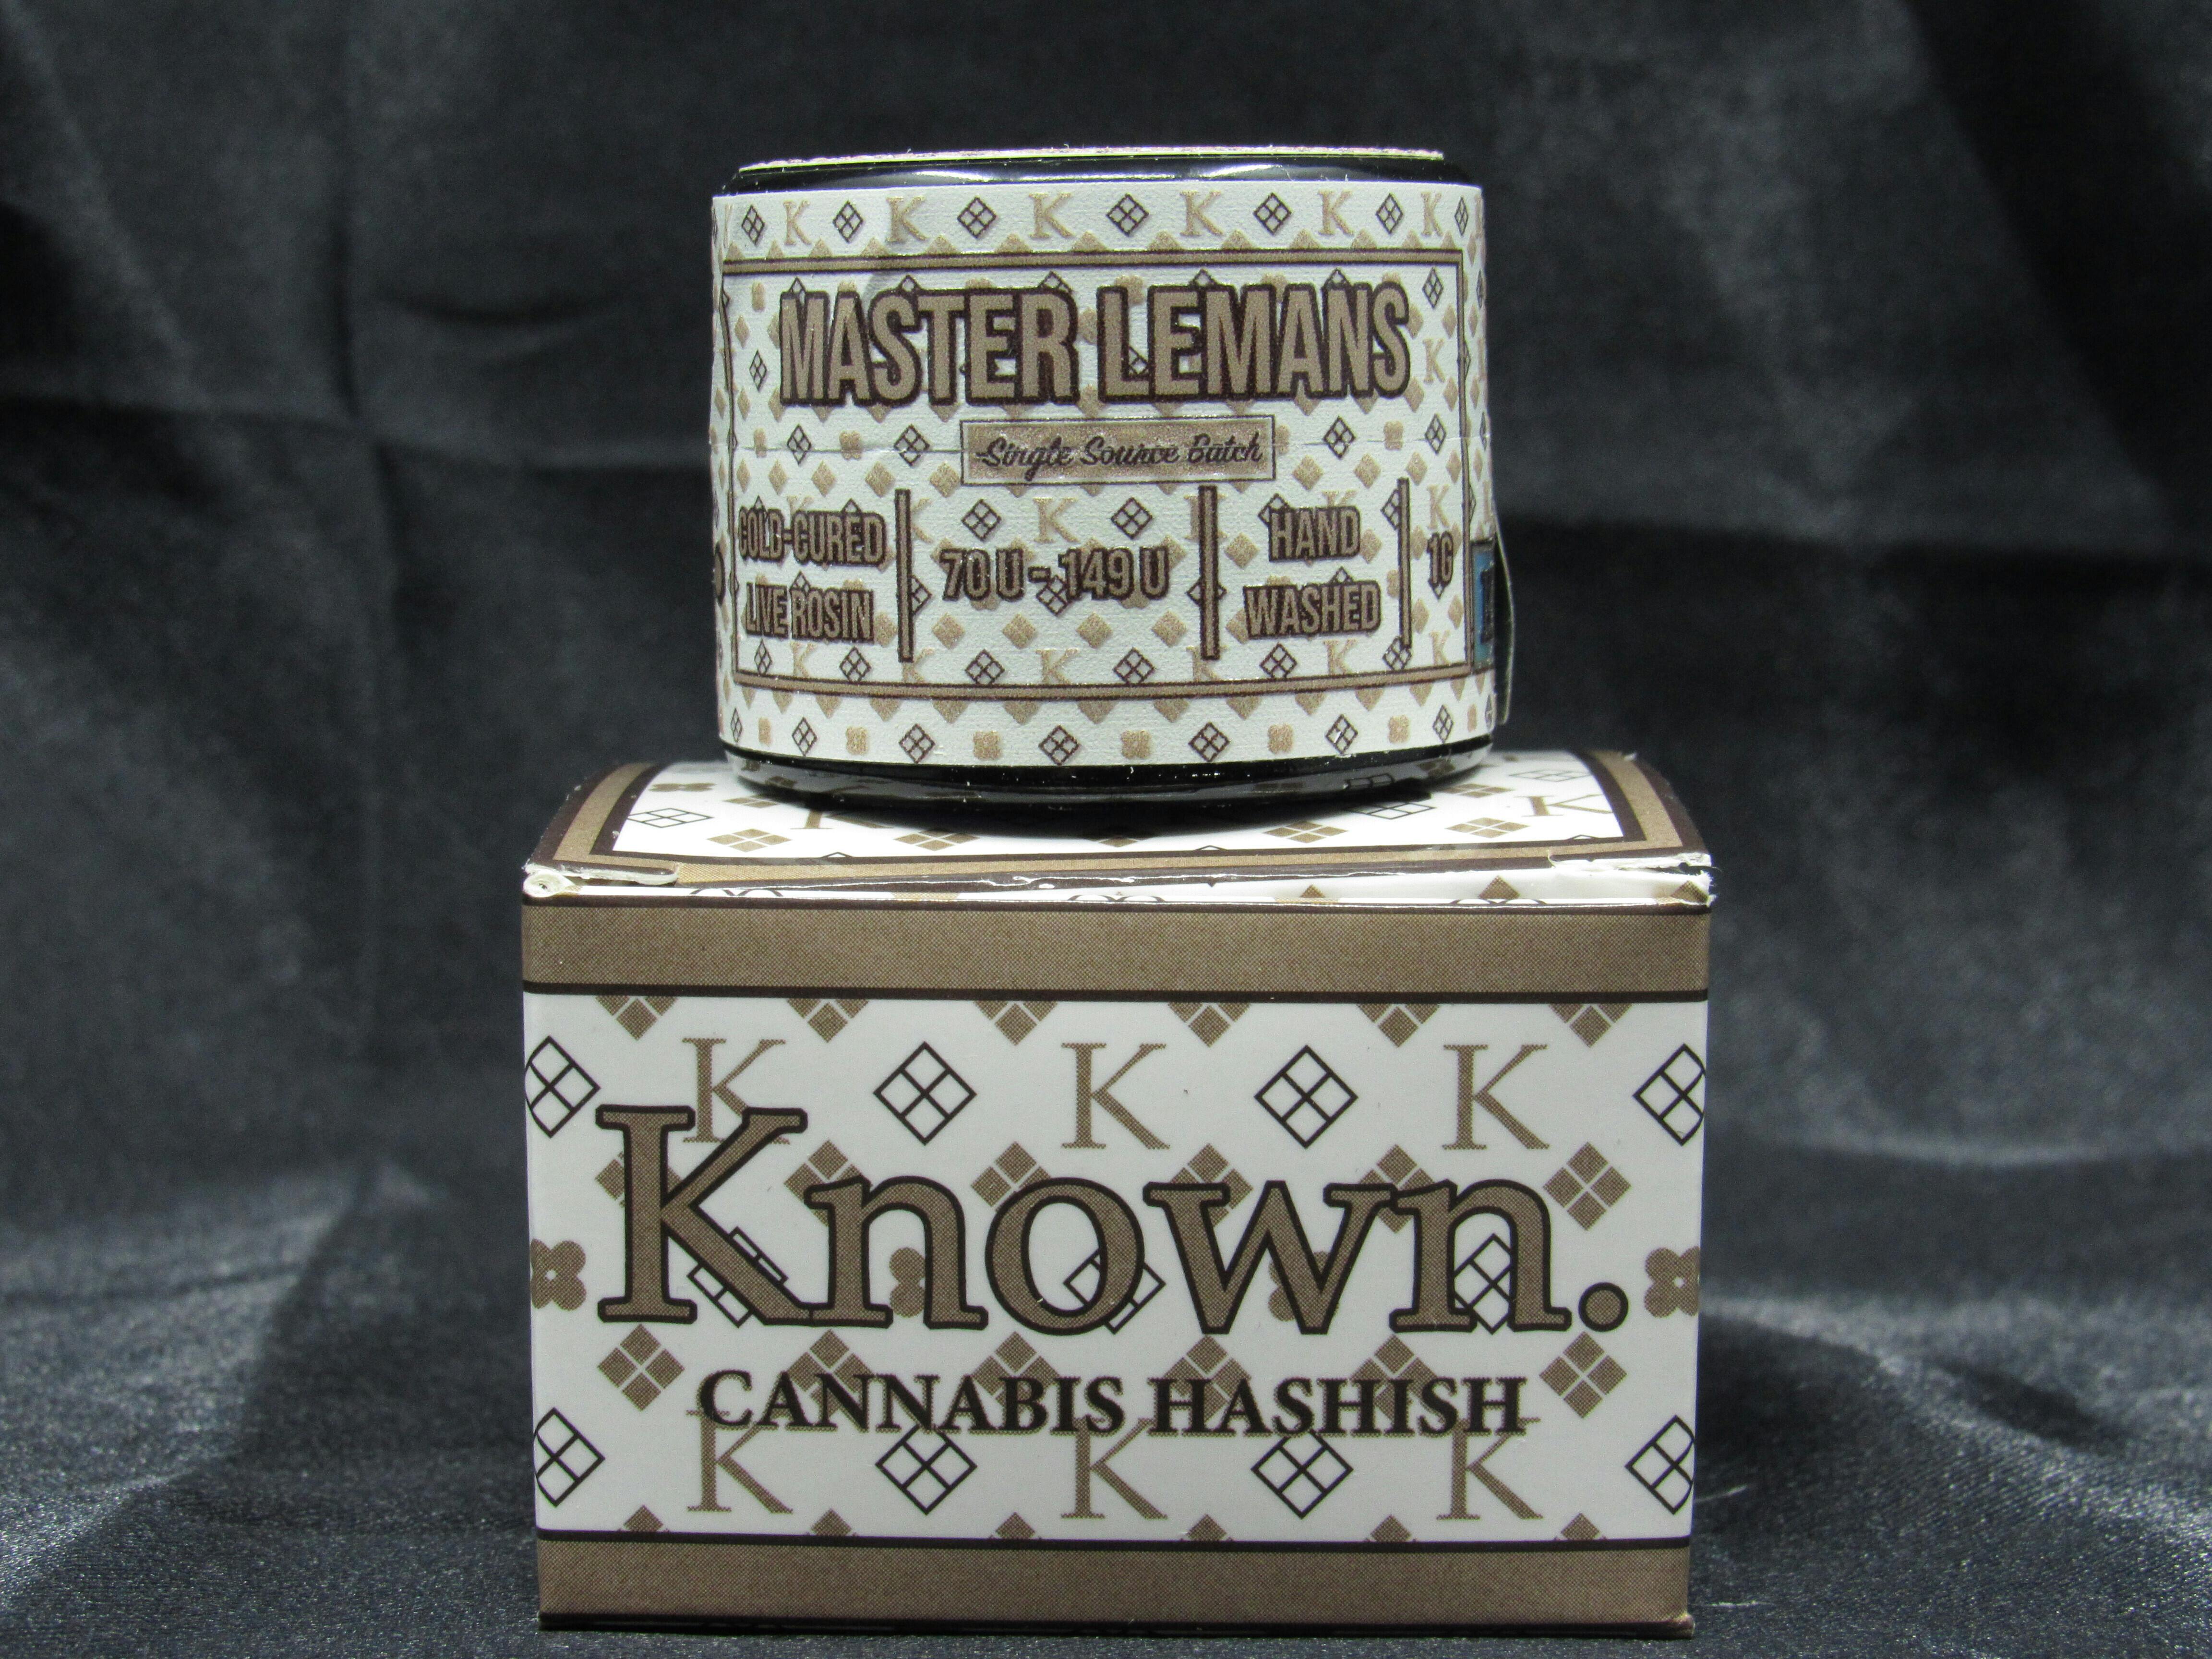 K K K K K K
MASTER LEMANS
Single Source Batch
COLD-CURED
LIVE ROSIN
70 U - 149 U
HAND
WASHED
1G
K K K
Known.
CANNABIS HASHISH
K K K